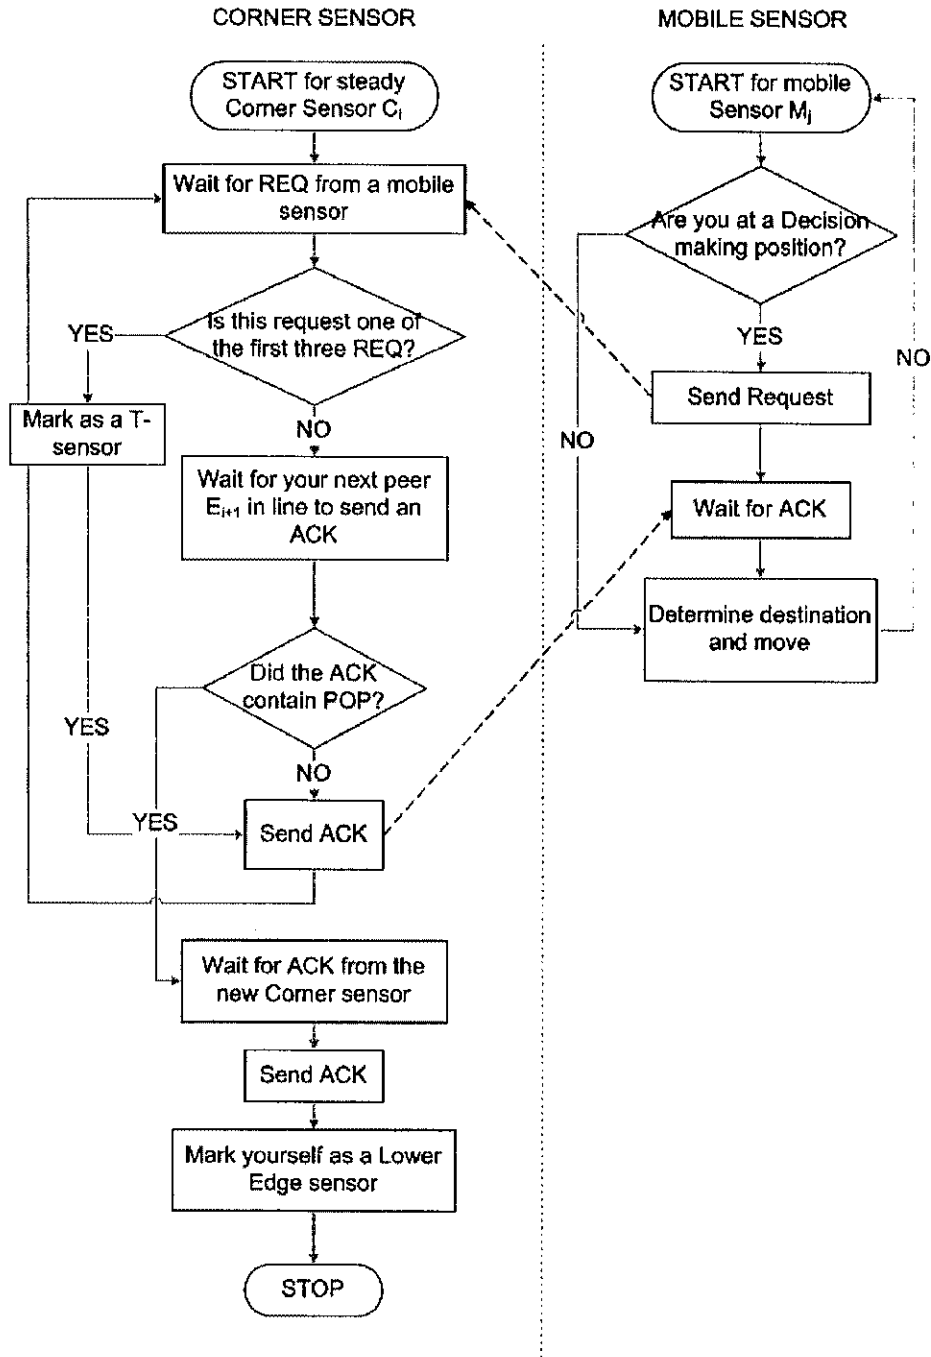 CORNER SENSOR
MOBILE SENSOR
START for steady
Corner Sensor Ci
START for mobile
Sensor Mj
Wait for REQ from a mobile
sensor
Are you at a Decision
making position?
Is this request one of
the first three REQ?
YES
YES
NO
Mark as a T-
sensor
Send Request
NO
NO
Wait for your next peer
Ei+1 in line to send an
ACK
Wait for ACK
Determine destination
and move
Did the ACK
contain POP?
YES
NO
YES
Send ACK
Wait for ACK from the
new Corner sensor
Send ACK
Mark yourself as a Lower
Edge sensor
STOP